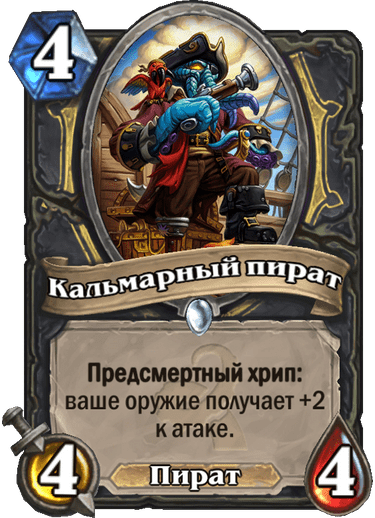 4
Кальмарный пират
Предсмертный хрип:
ваше оружие получает +2
к атаке.
4
Пират
4